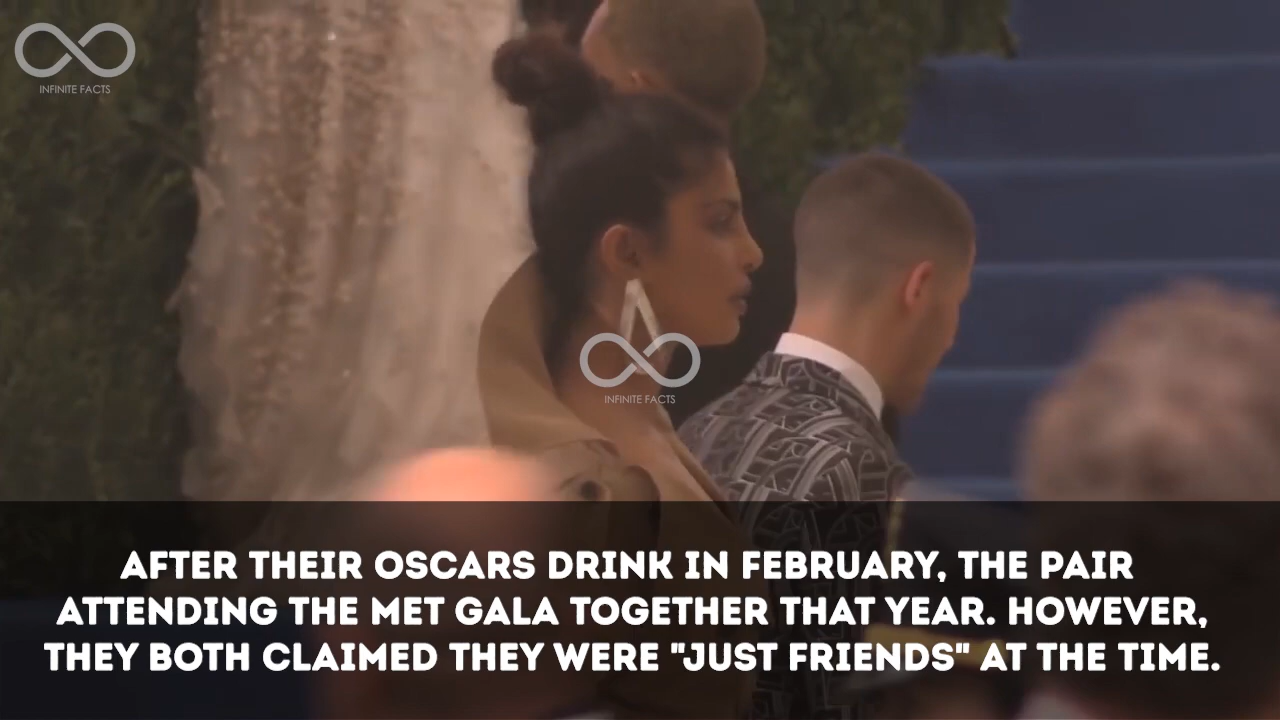 INFINITE FACTS
INFINITE FACTS
AFTER THEIR OSCARS DRINK IN FEBRUARY, THE PAIR
ATTENDING THE MET GALA TOGETHER THAT YEAR. HOWEVER,
THEY BOTH CLAIMED THEY WERE "JUST FRIENDS" AT THE TIME.